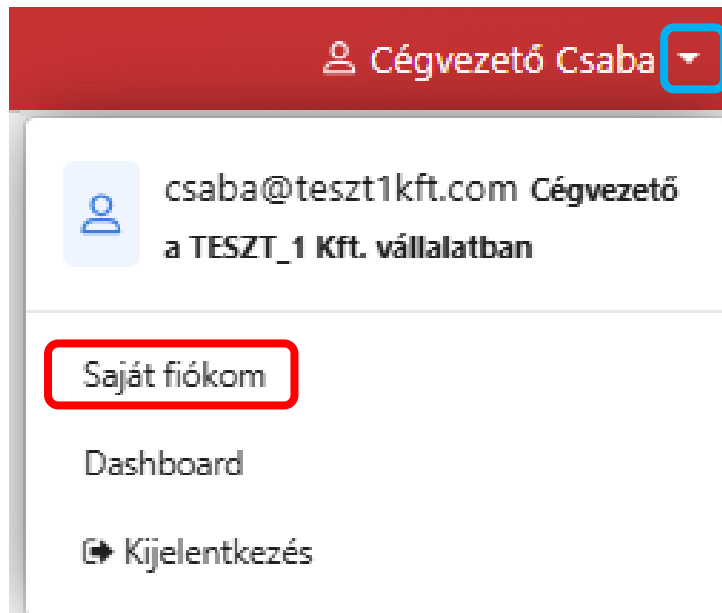 Cégvezető Csaba
csaba@teszt1kft.com Cégvezető
a TESZT_1 Kft. vállalatban
Saját fiókom
Dashboard
Kijelentkezés